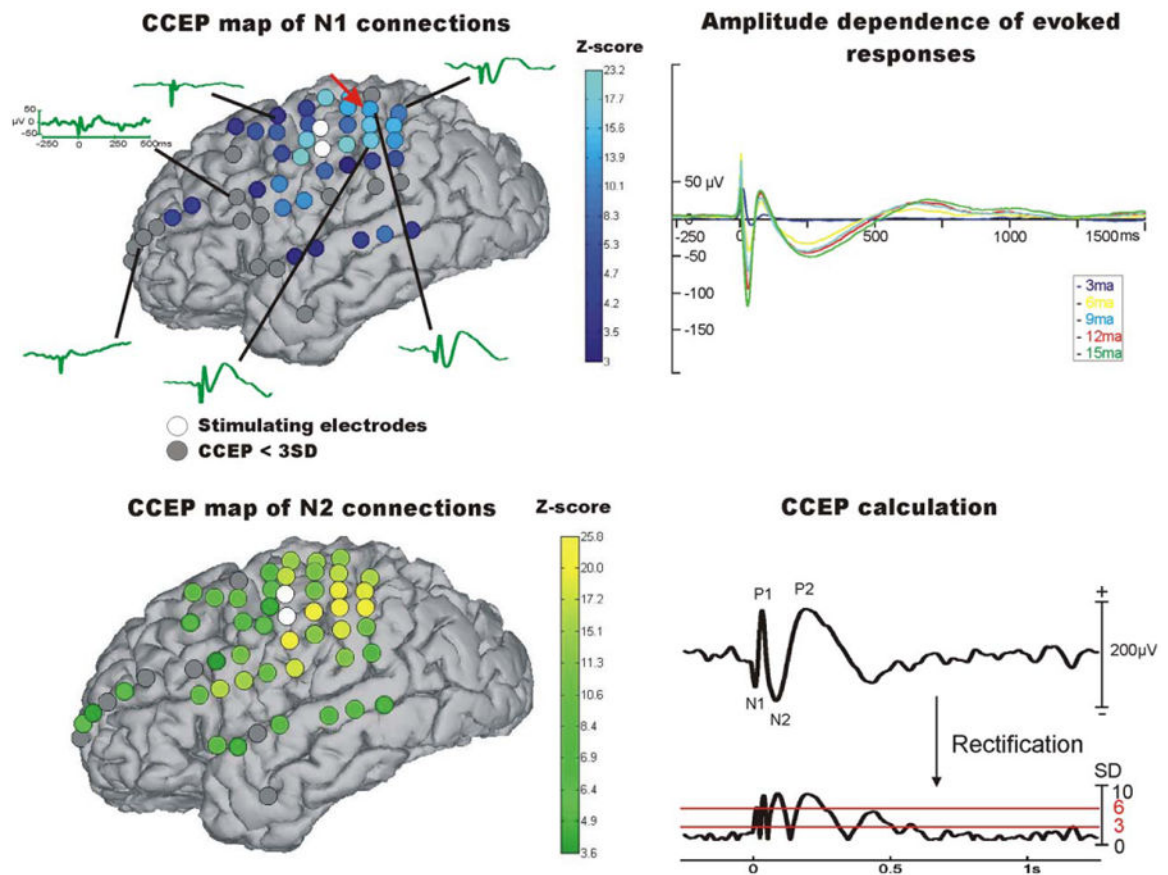 CCEP map of N1 connections
Z-score
23.2
17.7
15.6
13.9
10.1
8.3
5.3
4.7
4.2
3.5
3
50
µV 0
-50
-250 0 500ms
Stimulating electrodes
CCEP < 3SD
Amplitude dependence of evoked
responses
50 µV
0
-50
-100
-150
-250 0 500 1000 1500ms
- 3ma
- 6ma
- 9ma
- 12ma
- 15ma
CCEP map of N2 connections
Z-score
25.8
20.0
17.2
15.1
11.3
10.6
8.4
6.9
6.4
4.9
3.6
CCEP calculation
P1 P2
N1
N2
+
200µV
-
Rectification
SD
10
6
3
0
0 0.5 1s